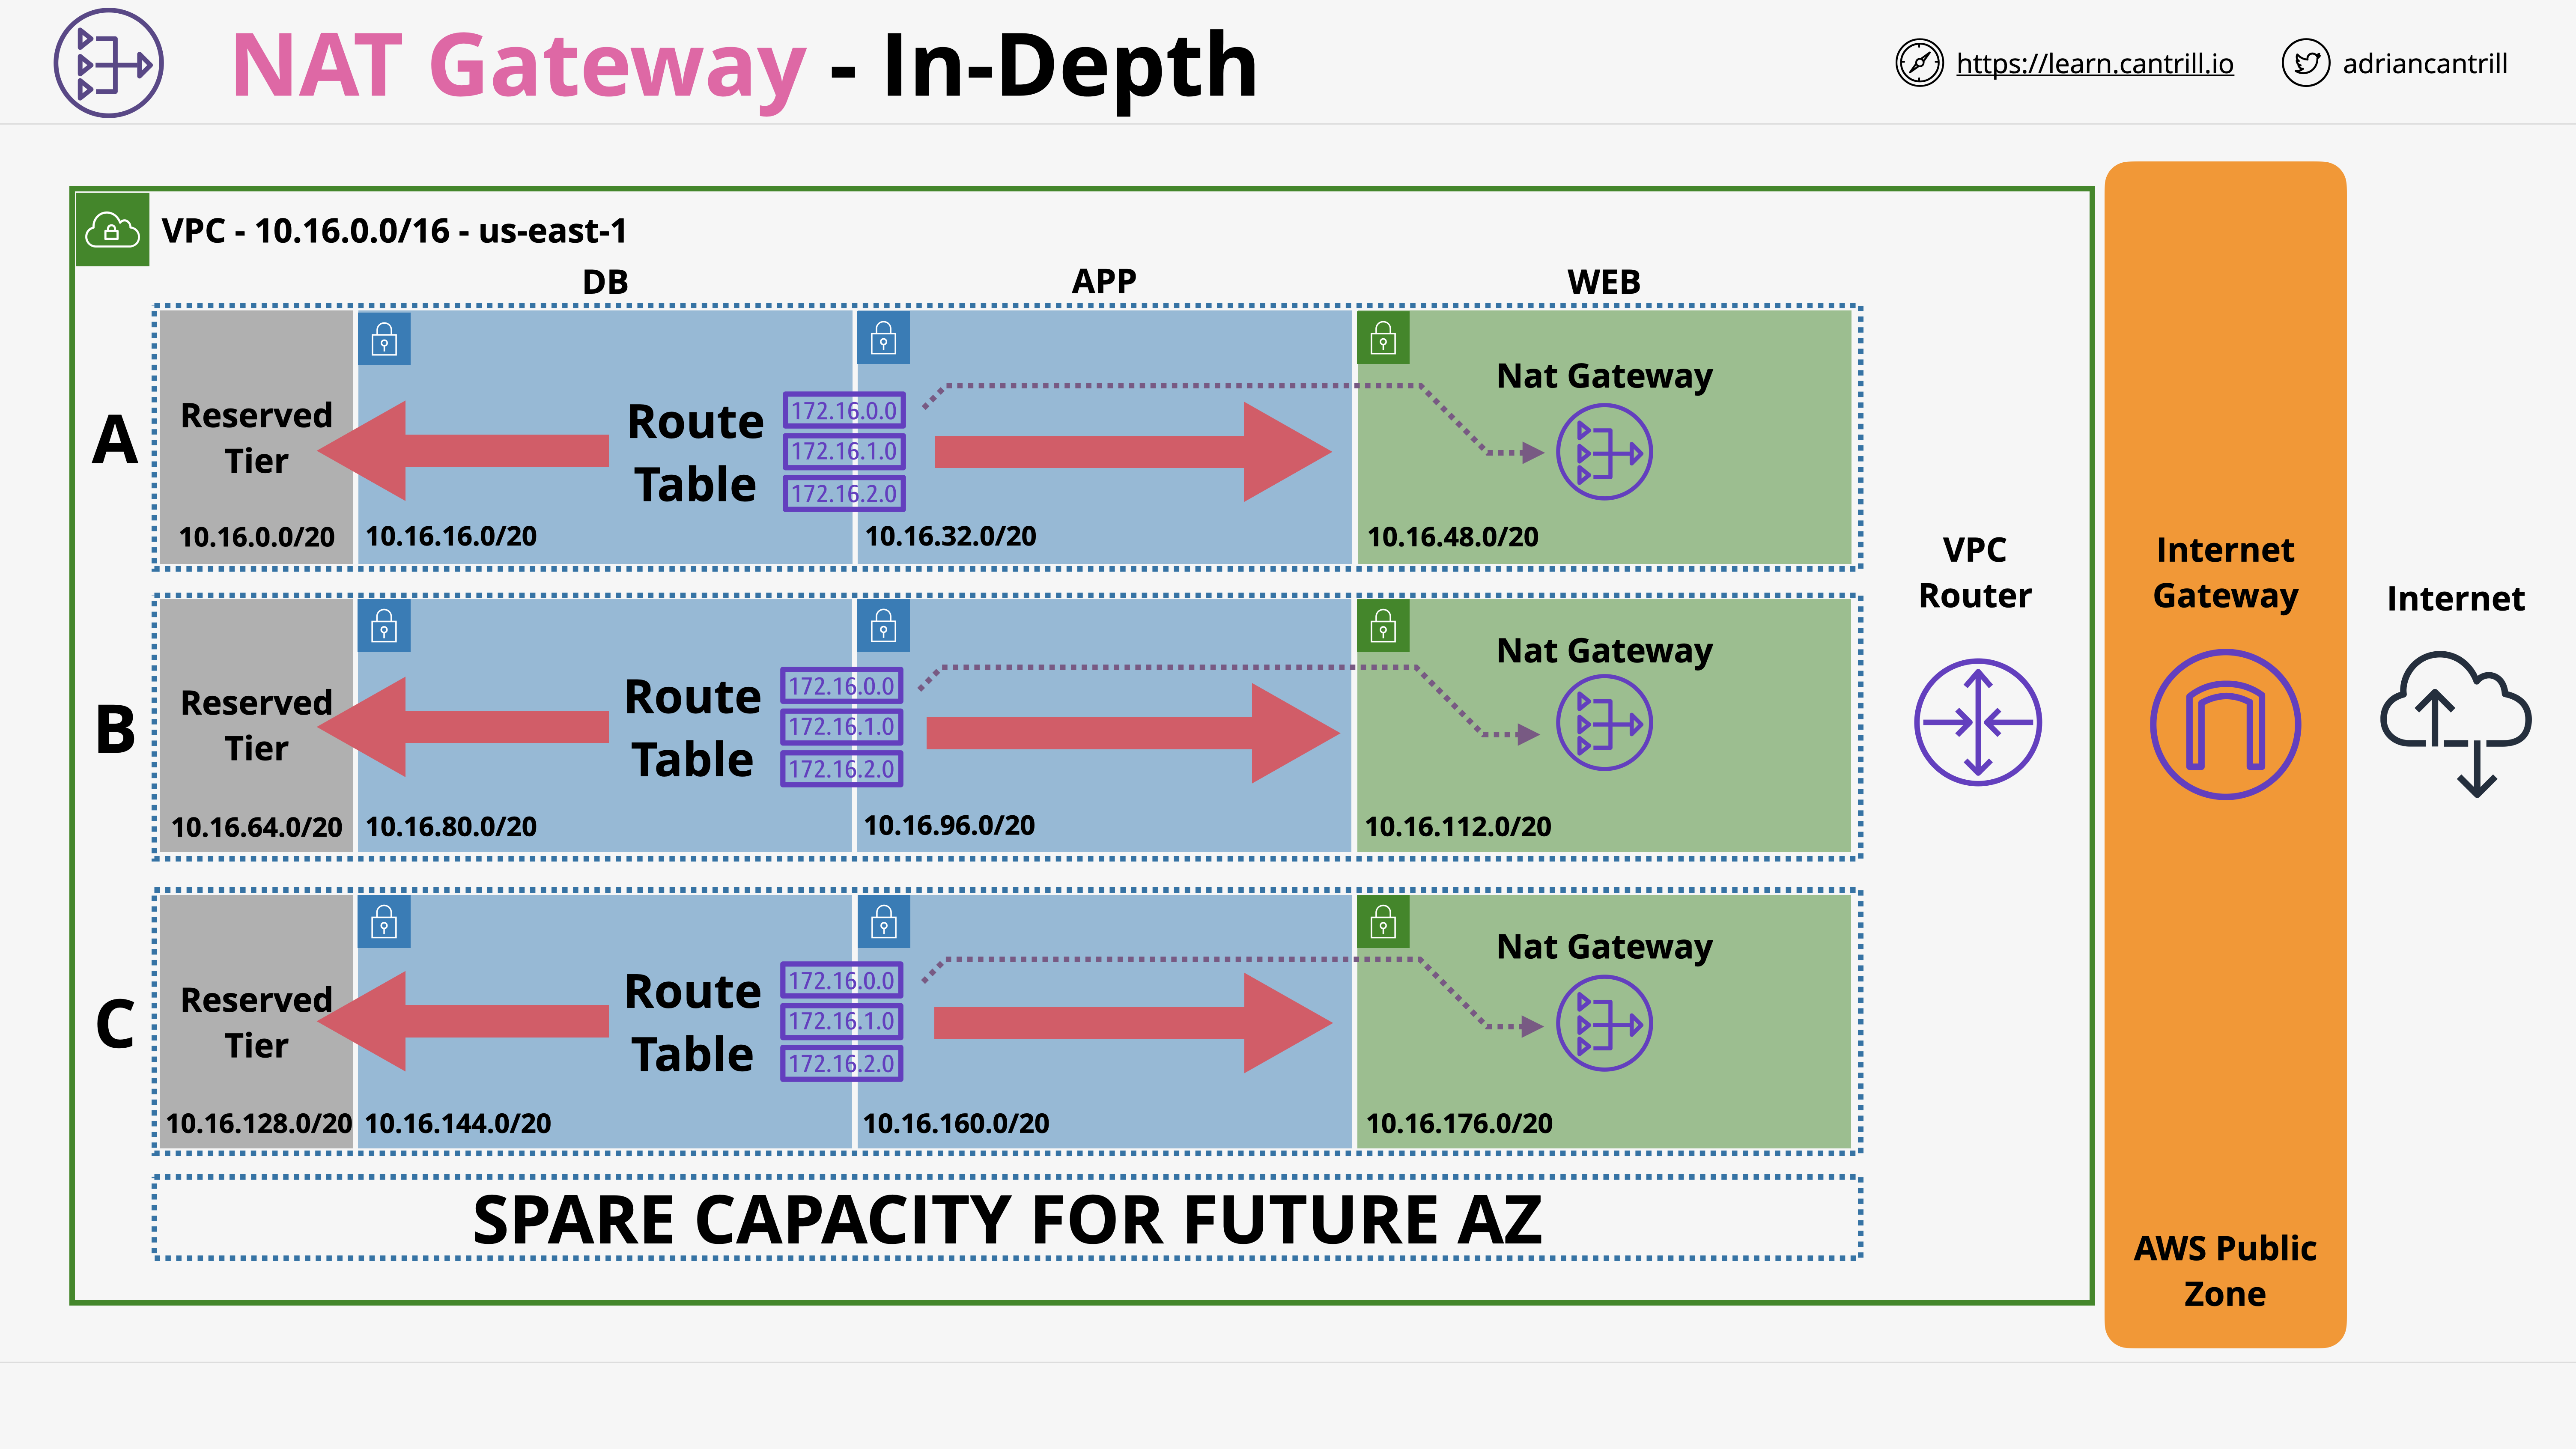 NAT Gateway - In-Depth
https://learn.cantrill.io
adriancantrill
VPC - 10.16.0.0/16 - us-east-1
DB
APP
WEB
A
Reserved
Tier
10.16.0.0/20
Route
Table
172.16.0.0
172.16.1.0
172.16.2.0
10.16.16.0/20
10.16.32.0/20
Nat Gateway
10.16.48.0/20
B
Reserved
Tier
10.16.64.0/20
Route
Table
172.16.0.0
172.16.1.0
172.16.2.0
10.16.80.0/20
10.16.96.0/20
Nat Gateway
10.16.112.0/20
C
Reserved
Tier
10.16.128.0/20
Route
Table
172.16.0.0
172.16.1.0
172.16.2.0
10.16.144.0/20
10.16.160.0/20
Nat Gateway
10.16.176.0/20
SPARE CAPACITY FOR FUTURE AZ
VPC
Router
Internet
Gateway
AWS Public
Zone
Internet